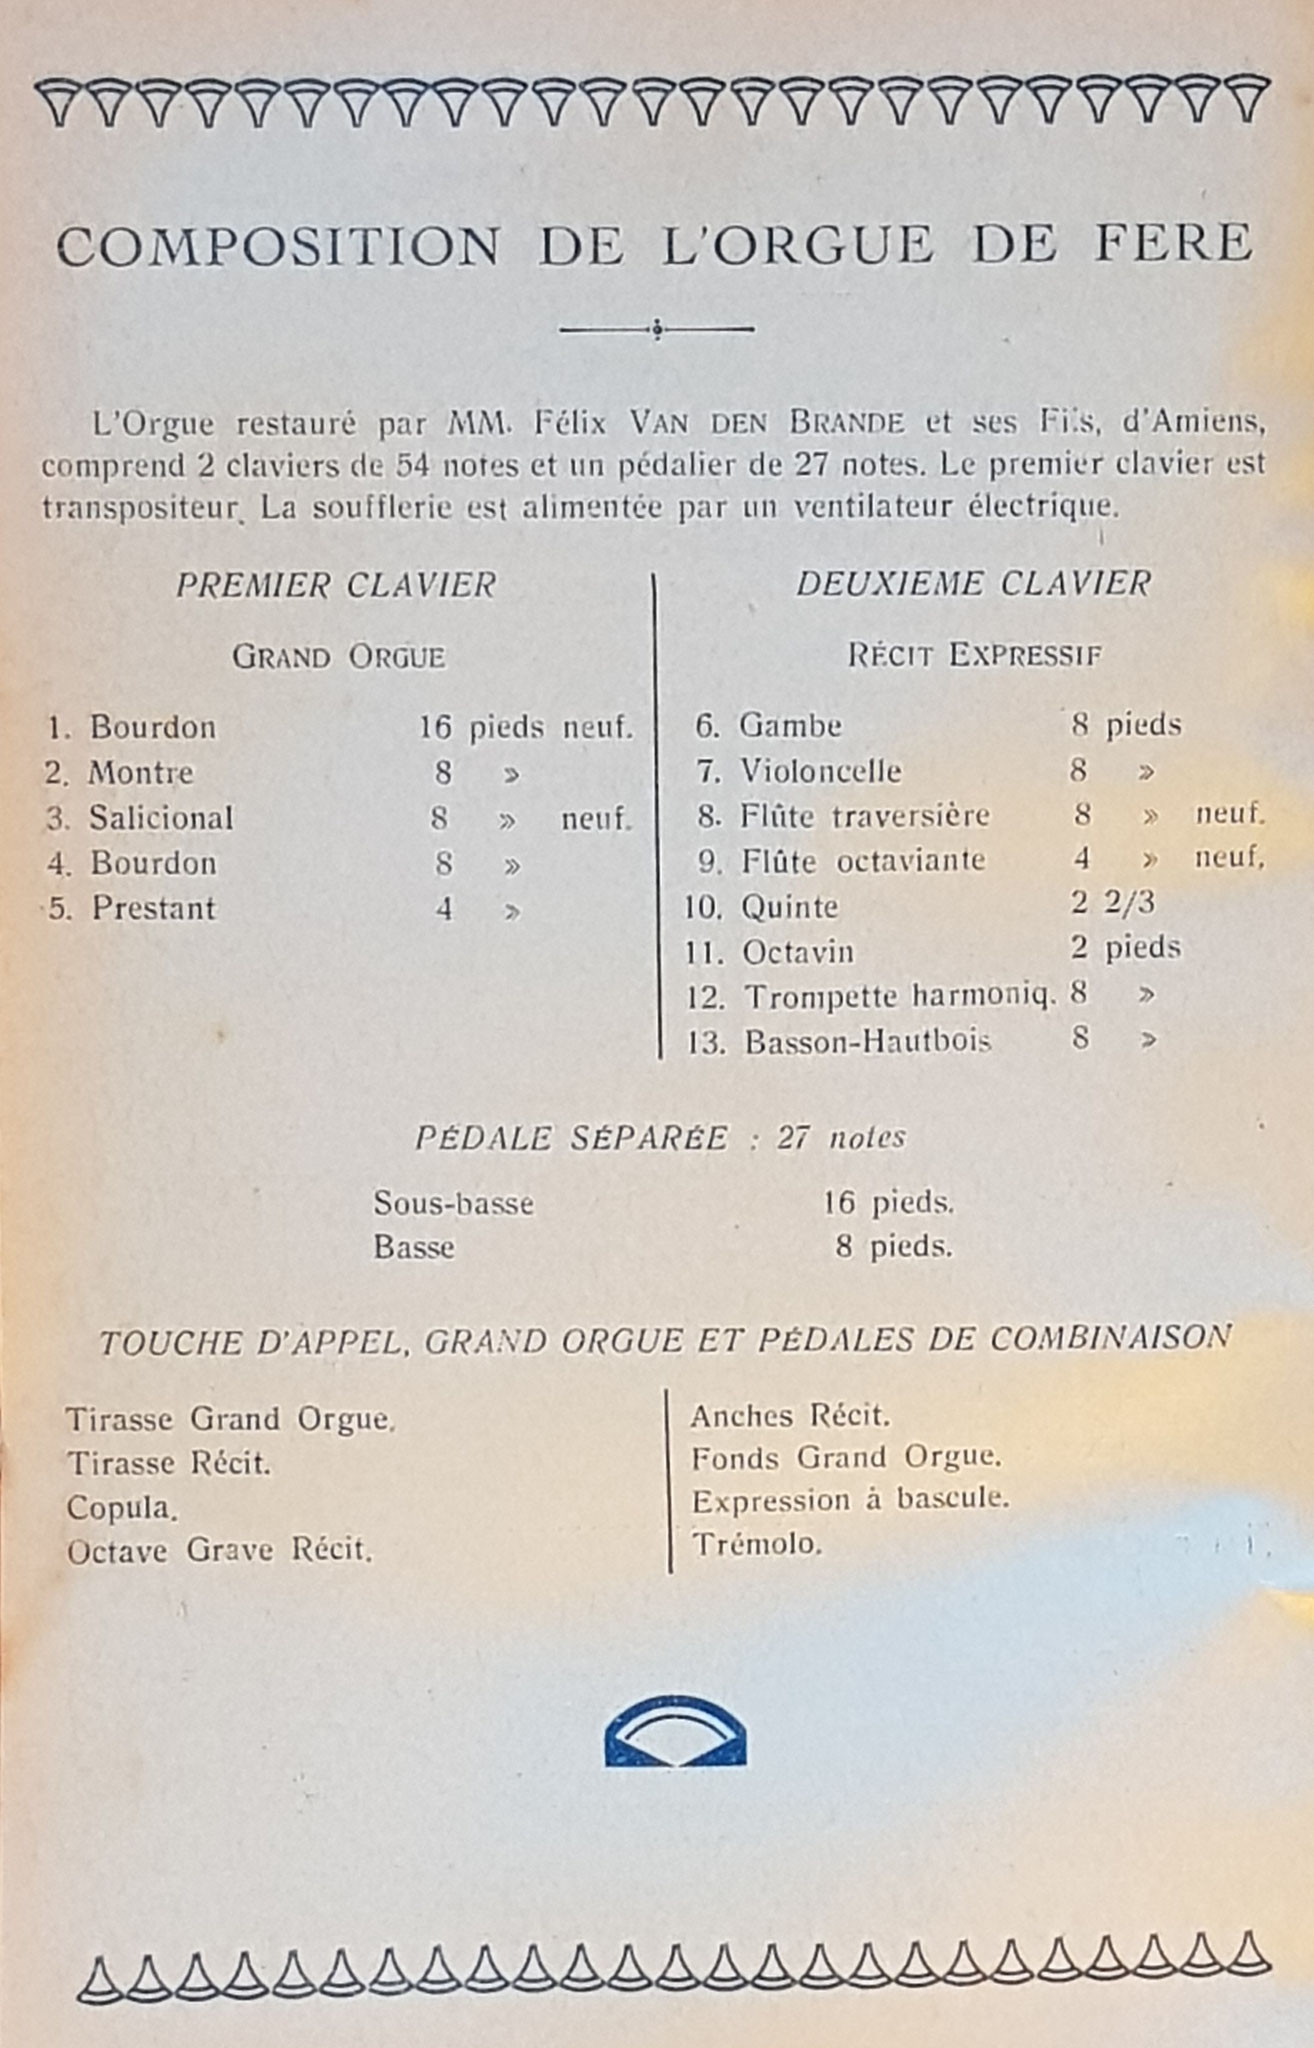 COMPOSITION DE L'ORGUE DE FERE
L'Orgue restauré par MM. Félix VAN DEN BRANDE et ses Fils, d'Amiens,
comprend 2 claviers de 54 notes et un pédalier de 27 notes. Le premier clavier est
transpositeur. La soufflerie est alimentée par un ventilateur électrique.
PREMIER CLAVIER
GRAND ORGUE
1. Bourdon 16 pieds neuf.
2. Montre 8 »
3. Salicional 8 » neuf.
4. Bourdon 8 »
5. Prestant 4 »
DEUXIEME CLAVIER
RÉCIT EXPRESSIF
6. Gambe 8 pieds
7. Violoncelle 8 »
8. Flûte traversière 8 » neuf.
9. Flûte octaviante 4 » neuf.
10. Quinte 2 2/3
11. Octavin 2 pieds
12. Trompette harmoniq. 8 »
13. Basson-Hautbois 8 »
PÉDALE SÉPARÉE : 27 notes
Sous-basse 16 pieds.
Basse 8 pieds.
TOUCHE D'APPEL, GRAND ORGUE ET PÉDALES DE COMBINAISON
Tirasse Grand Orgue.
Tirasse Récit.
Copula.
Octave Grave Récit.
Anches Récit.
Fonds Grand Orgue.
Expression à bascule.
Trémolo.